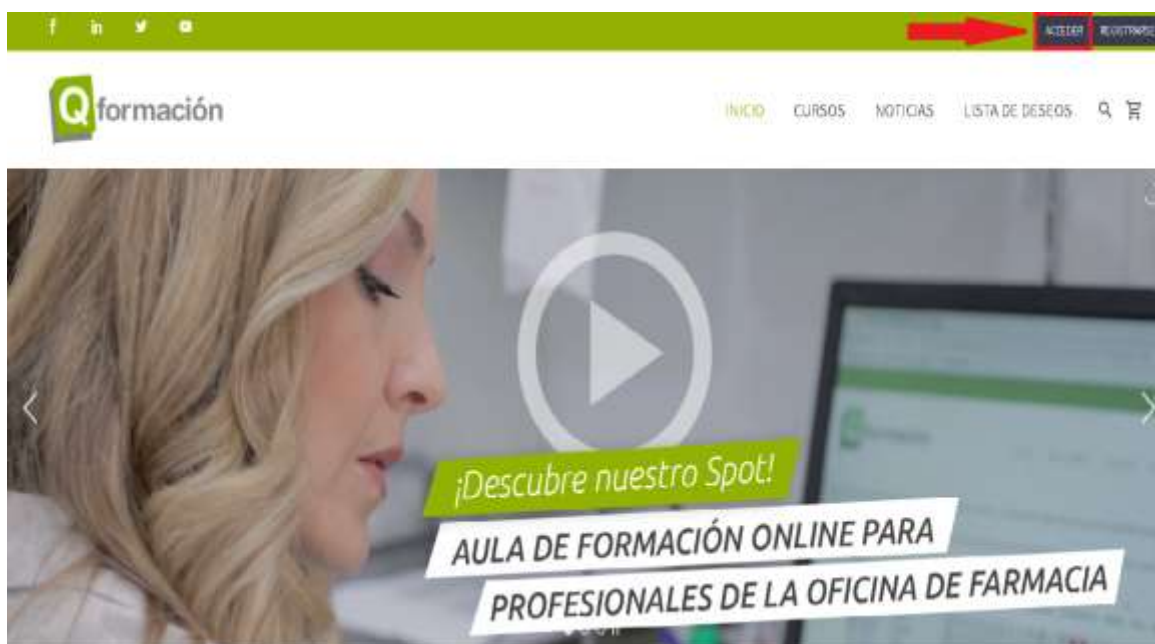 ACCEDER REGISTRARSE
Q formación
INICIO CURSOS NOTICIAS LISTA DE DESEOS
¡Descubre nuestro Spot!
AULA DE FORMACIÓN ONLINE PARA
PROFESIONALES DE LA OFICINA DE FARMACIA